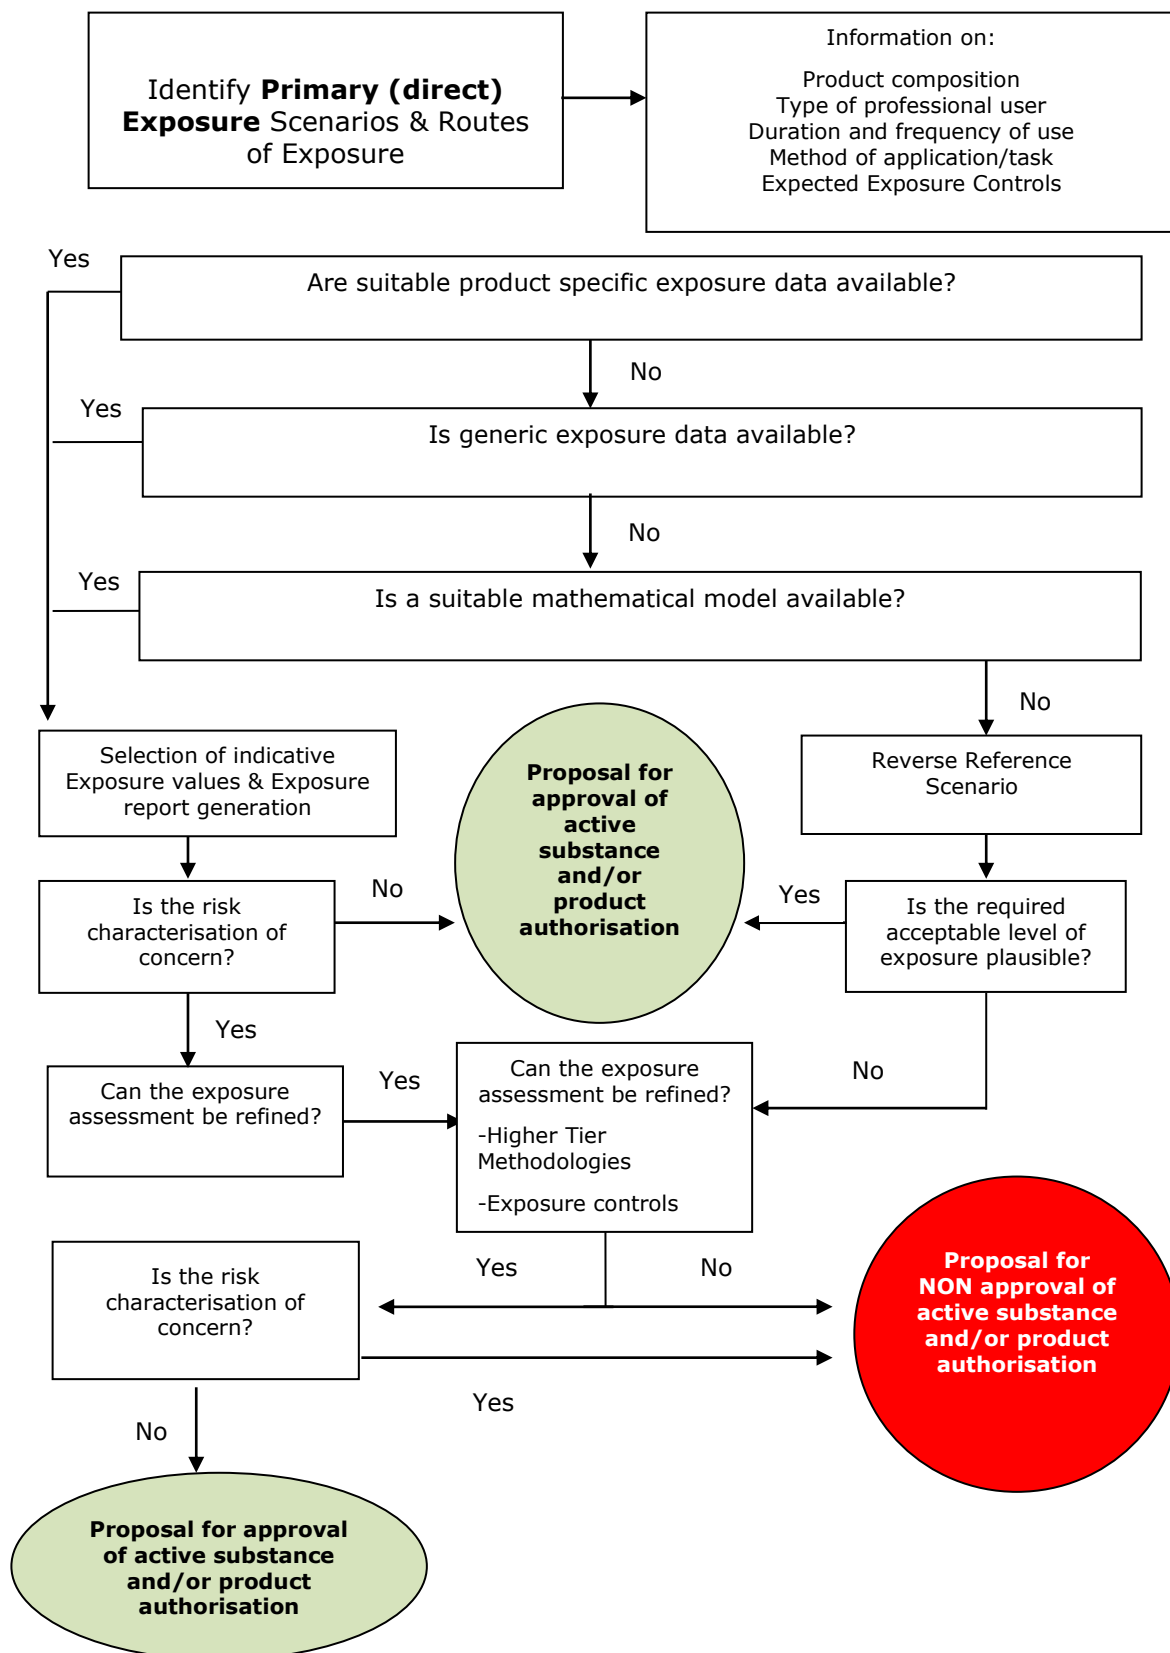 Identify Primary (direct)
Exposure Scenarios & Routes
of Exposure
Information on:
Product composition
Type of professional user
Duration and frequency of use
Method of application/task
Expected Exposure Controls
Yes
Are suitable product specific exposure data available?
No
Yes
Is generic exposure data available?
No
Yes
Is a suitable mathematical model available?
No
Selection of indicative
Exposure values & Exposure
report generation
Proposal for
approval of
active
substance
and/or
product
authorisation
Reverse Reference
Scenario
Is the risk
characterisation of
concern?
No
Yes
Is the required
acceptable level of
exposure plausible?
Yes
Can the exposure
assessment be refined?
Yes
Can the exposure
assessment be refined?
-Higher Tier
Methodologies
-Exposure controls
No
Is the risk
characterisation of
concern?
Yes
No
Proposal for
NON approval of
active substance
and/or product
authorisation
Yes
No
Proposal for approval
of active substance
and/or product
authorisation